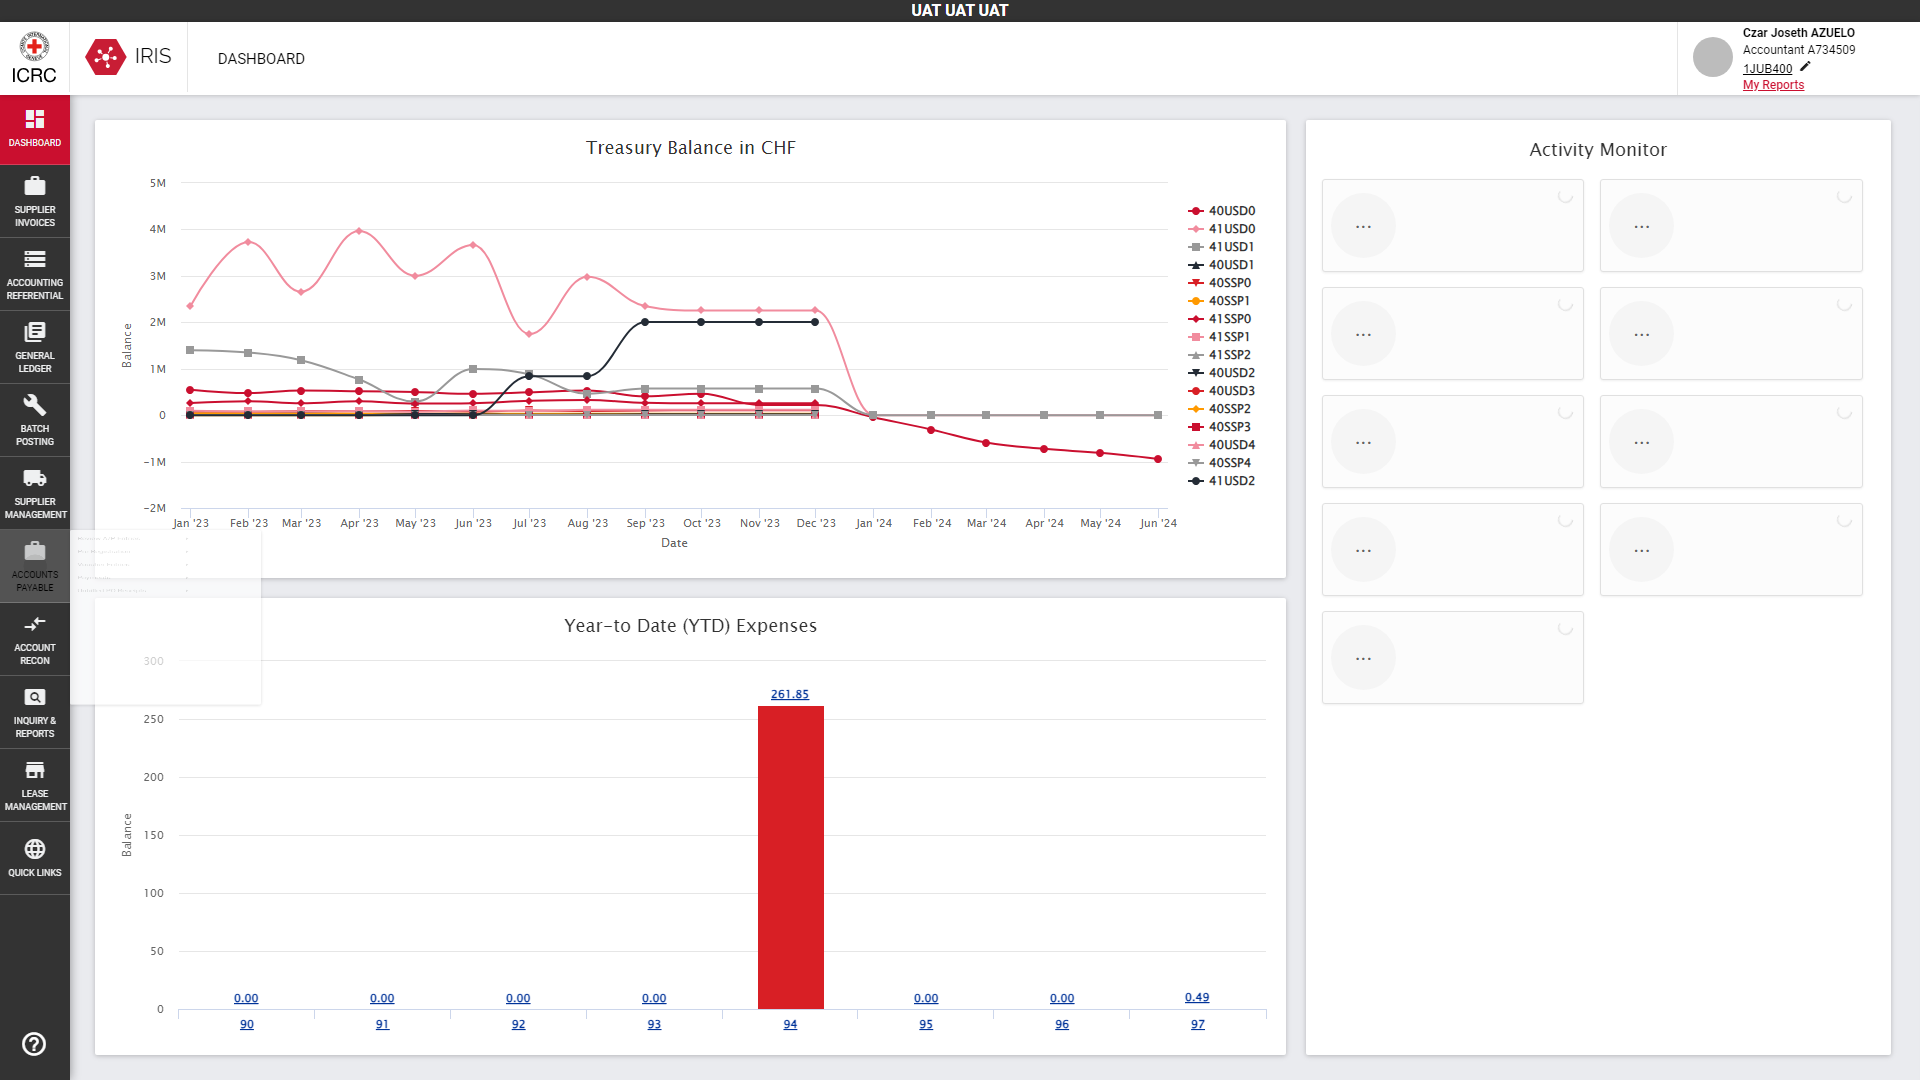 UAT UAT UAT
ICRC
IRIS
DASHBOARD
Czar Joseth AZUELO
Accountant A734509
1JUB400
My Reports
DASHBOARD
SUPPLIER
INVOICES
ACCOUNTING
REFERENTIAL
GENERAL
LEDGER
BATCH
POSTING
SUPPLIER
MANAGEMENT
ACCOUNTS
PAYABLE
ACCOUNT
RECON
INQUIRY &
REPORTS
LEASE
MANAGEMENT
QUICK LINKS
Treasury Balance in CHF
5M
4M
3M
2M
1M
0
-1M
-2M
Balance
Jan '23 Feb '23 Mar '23 Apr '23 May '23 Jun '23 Jul '23 Aug '23 Sep '23 Oct '23 Nov '23 Dec '23 Jan '24 Feb '24 Mar '24 Apr '24 May '24 Jun '24
Date
40USD0
41USD0
41USD1
40USD1
40SSP0
40SSP1
41SSP0
41SSP1
41SSP2
40USD2
40USD3
40SSP2
40SSP3
40USD4
40SSP4
41USD2
Year-to Date (YTD) Expenses
300
250
200
150
100
50
0
Balance
0.00 0.00 0.00 0.00 261.85 0.00 0.00 0.49
90 91 92 93 94 95 96 97
Activity Monitor
... ...
... ...
... ...
... ...
...